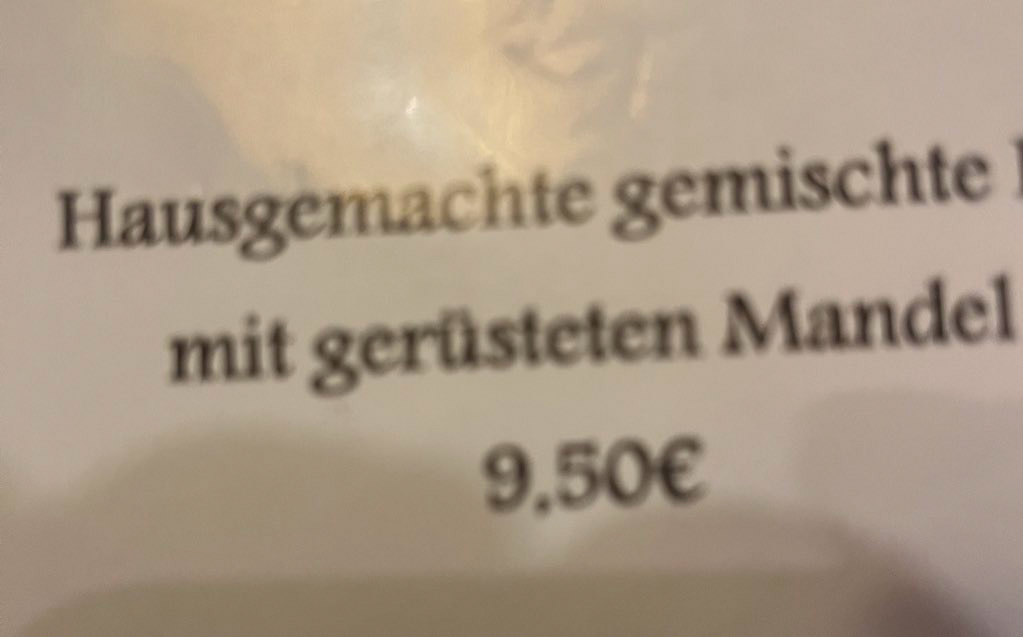 Hausgemachte gemischte
mit gerüsteten Mandel
9.50€